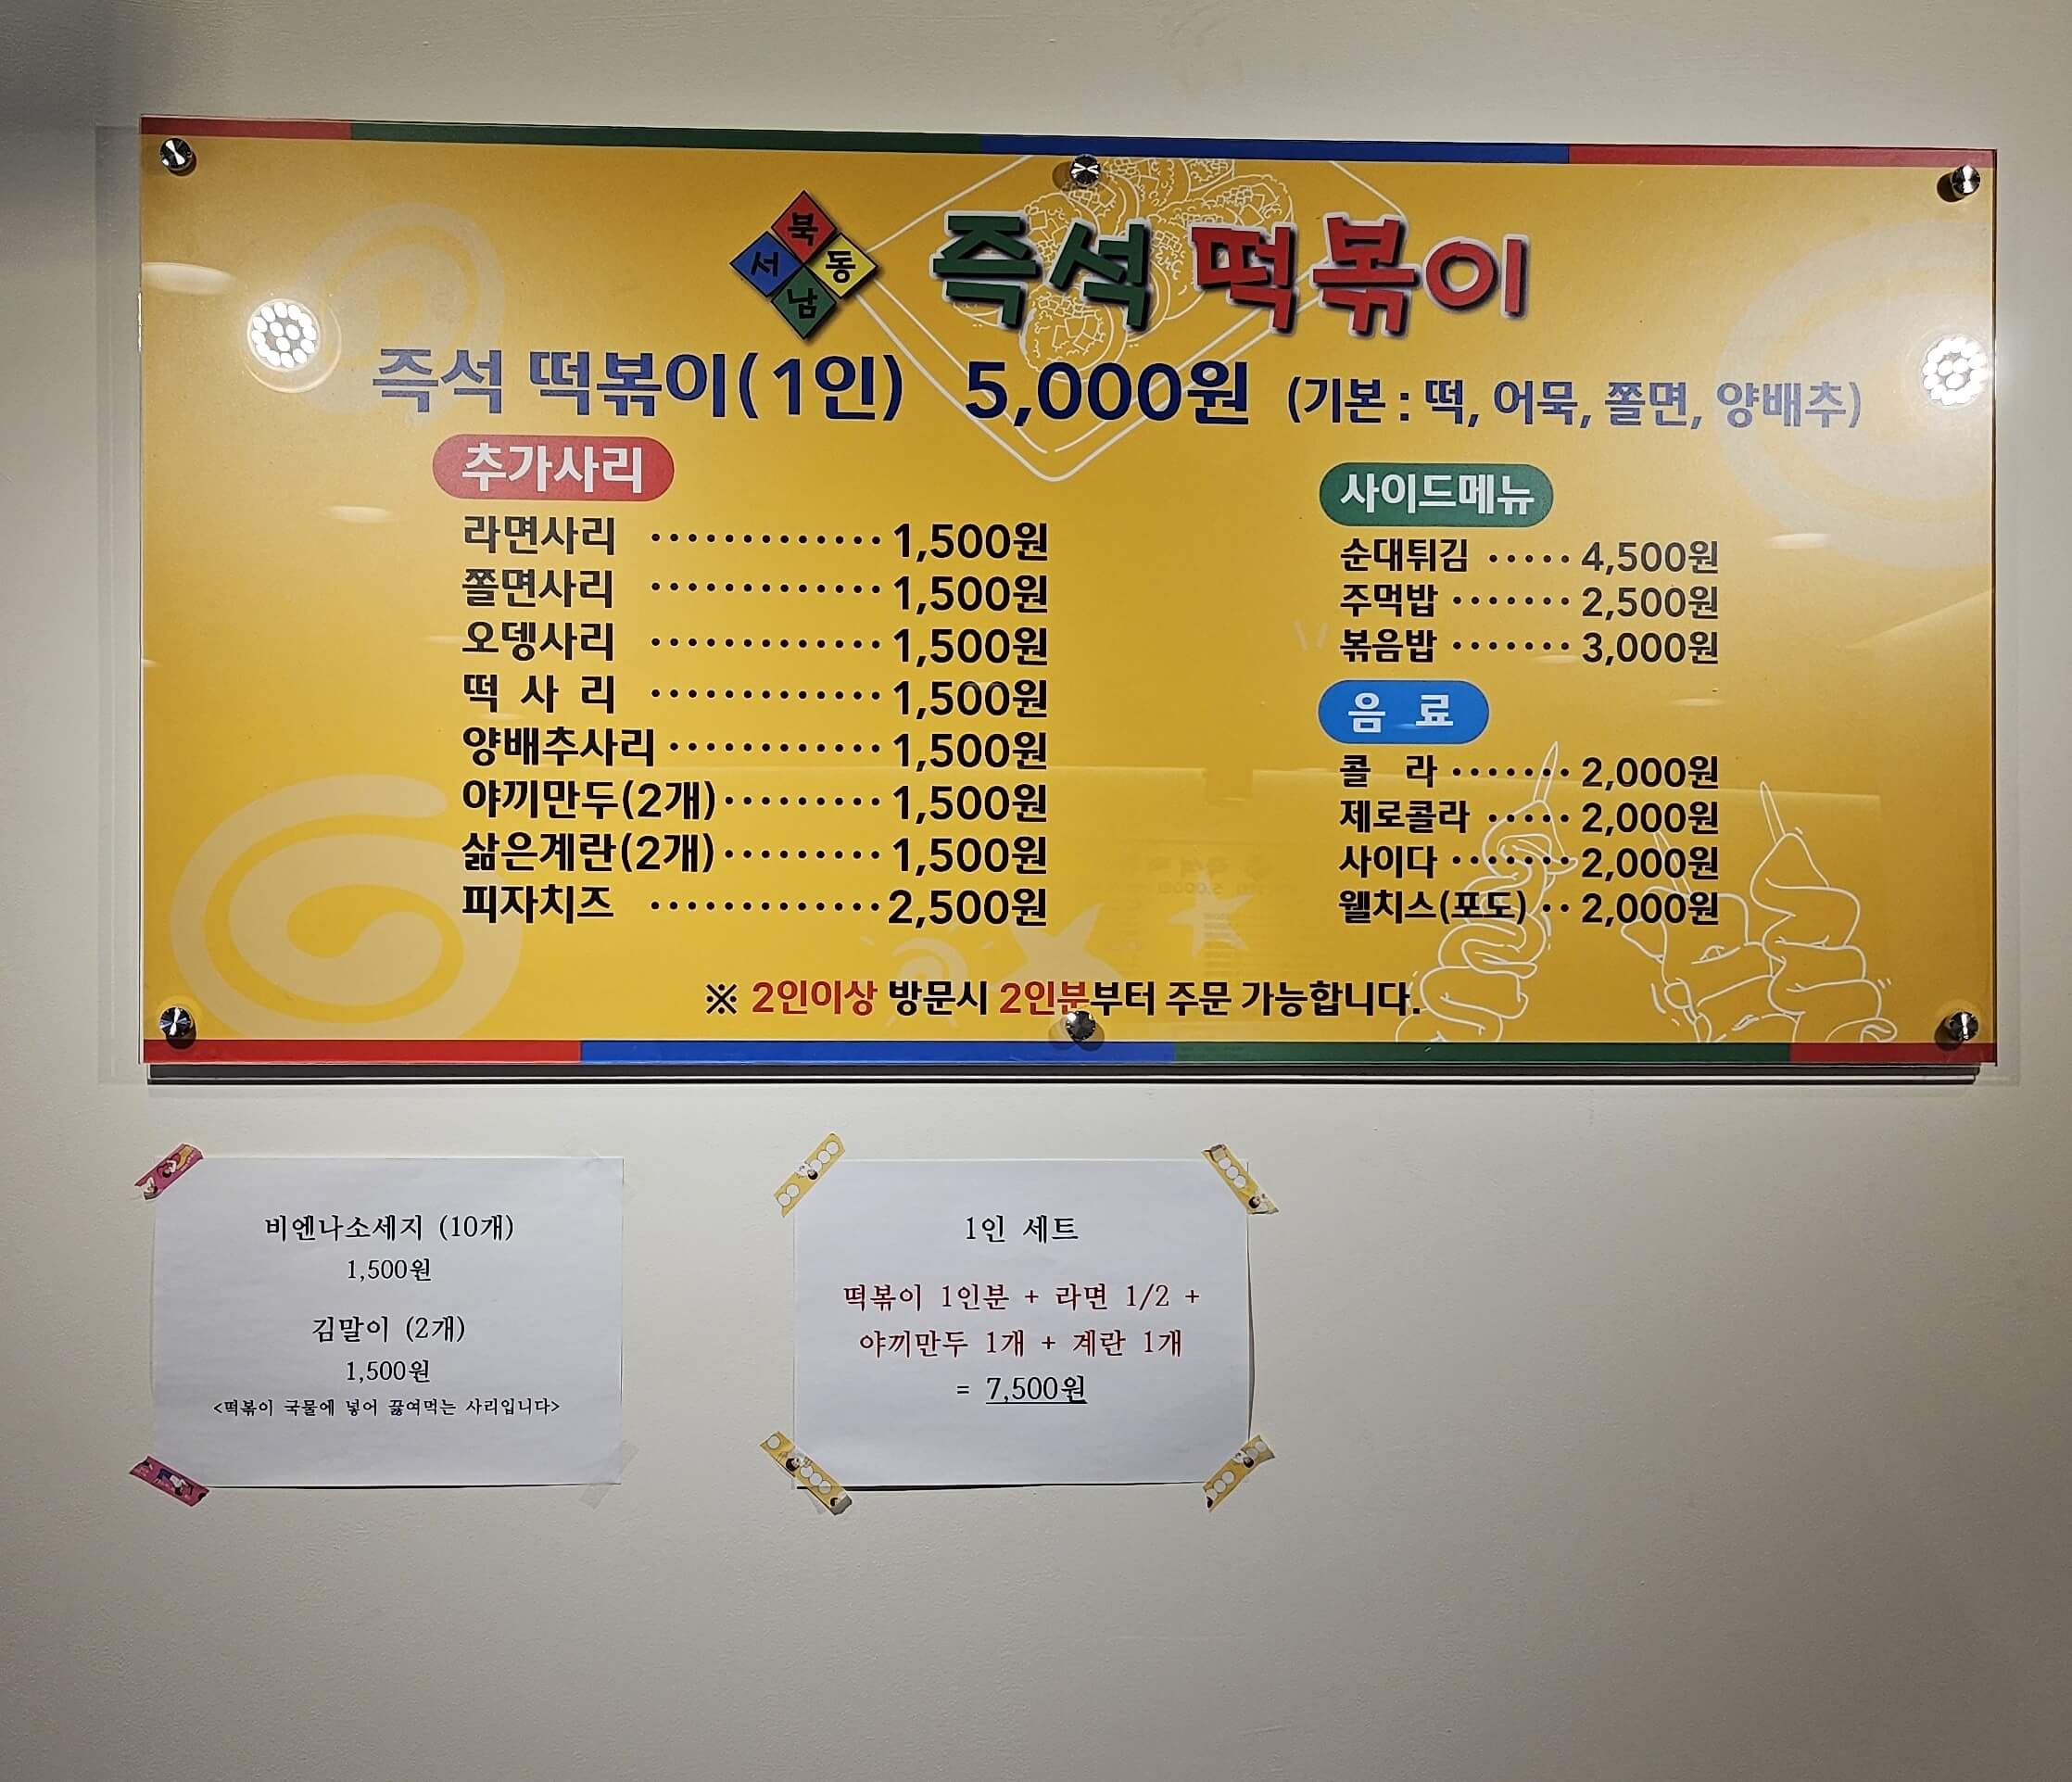 북
서 동
남
즉석 떡볶이
즉석 떡볶이(1인) 5,000원 (기본 : 떡, 어묵, 쫄면, 양배추)
추가사리
라면사리 ············· 1,500원
쫄면사리 ············· 1,500원
오뎅사리 ············· 1,500원
떡 사 리 ············· 1,500원
양배추사리 ············ 1,500원
야끼만두(2개) ········· 1,500원
삶은계란(2개) ········· 1,500원
피자치즈 ············· 2,500원
사이드메뉴
순대튀김 ····· 4,500원
주먹밥 ······· 2,500원
볶음밥 ······· 3,000원
음 료
콜 라 ······· 2,000원
제로콜라 ····· 2,000원
사이다 ······· 2,000원
웰치스(포도) ·· 2,000원
※ 2인이상 방문시 2인분부터 주문 가능합니다.
비엔나소세지 (10개)
1,500원
김말이 (2개)
1,500원
<떡볶이 국물에 넣어 끓여먹는 사리입니다>
1인 세트
떡볶이 1인분 + 라면 1/2 +
야끼만두 1개 + 계란 1개
= 7,500원